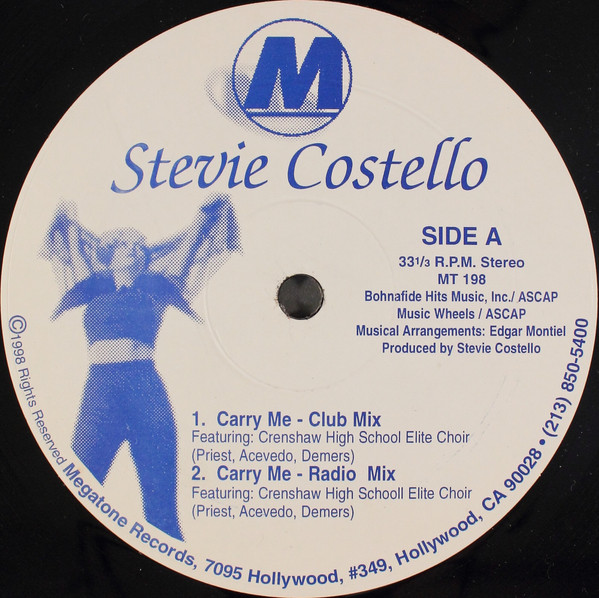 M
Stevie Costello
SIDE A
33 1/3 R.P.M. Stereo
MT 198
Bohnafide Hits Music, Inc./ ASCAP
Music Wheels / ASCAP
Musical Arrangements: Edgar Montiel
Produced by Stevie Costello
1. Carry Me - Club Mix
Featuring: Crenshaw High School Elite Choir
(Priest, Acevedo, Demers)
2. Carry Me - Radio Mix
Featuring: Crenshaw High Schooll Elite Choir
(Priest, Acevedo, Demers)
©1998 Rights Reserved Megatone Records, 7095 Hollywood, #349, Hollywood, CA 90028 • (213) 850-5400